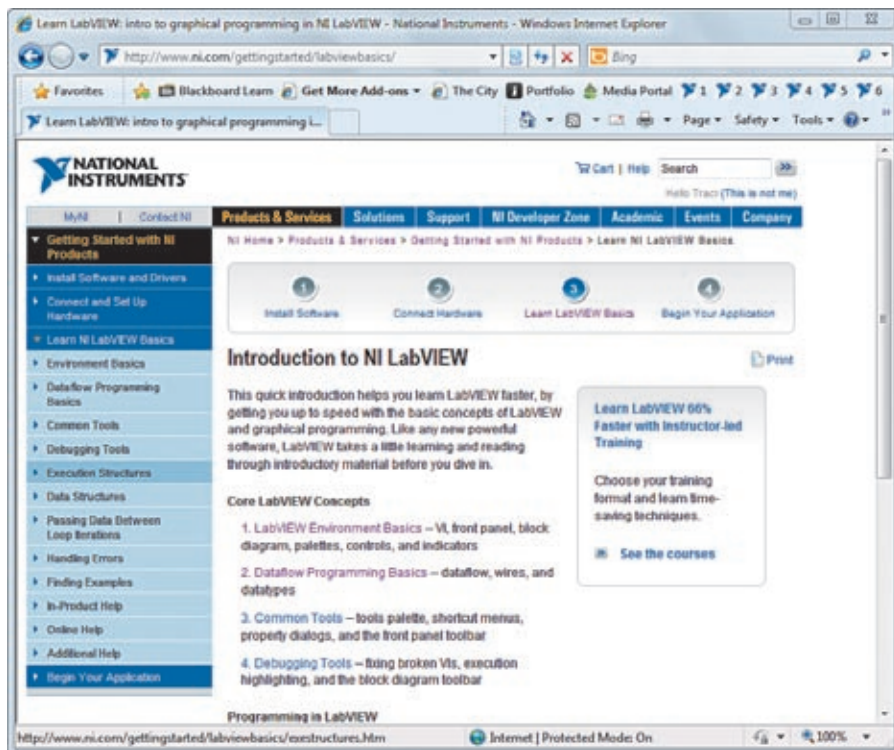 Learn LabVIEW: intro to graphical programming in NI LabVIEW - National Instruments - Windows Internet Explorer
http://www.ni.com/gettingstarted/labviewbasics/
Bing
Favorites Blackboard Learn Get More Add-ons The City Portfolio Media Portal 1 2 3 4 5 6
Learn LabVIEW: intro to graphical programming i...
Page Safety Tools
NATIONAL INSTRUMENTS
Cart | Help Search
Hello Traci (This is not me)
MyNI | Contact NI
Products & Services Solutions Support NI Developer Zone Academic Events Company
Getting Started with NI Products
Install Software and Drivers
Connect and Set Up Hardware
Learn NI LabVIEW Basics
Environment Basics
Dataflow Programming Basics
Common Tools
Debugging Tools
Execution Structures
Data Structures
Passing Data Between Loop Iterations
Handling Errors
Finding Examples
In-Product Help
Online Help
Additional Help
Begin Your Application
NI Home > Products & Services > Getting Started with NI Products > Learn NI LabVIEW Basics
1 2 3 4
Install Software Connect Hardware Learn LabVIEW Basics Begin Your Application
Introduction to NI LabVIEW
Print
This quick introduction helps you learn LabVIEW faster, by
getting you up to speed with the basic concepts of LabVIEW
and graphical programming. Like any new powerful
software, LabVIEW takes a little learning and reading
through introductory material before you dive in.
Core LabVIEW Concepts
1. LabVIEW Environment Basics – VI, front panel, block
diagram, palettes, controls, and indicators
2. Dataflow Programming Basics – dataflow, wires, and
datatypes
3. Common Tools – tools palette, shortcut menus,
property dialogs, and the front panel toolbar
4. Debugging Tools – fixing broken VIs, execution
highlighting, and the block diagram toolbar
Programming in LabVIEW
Learn LabVIEW 66%
Faster with Instructor-led
Training
Choose your training
format and learn time-
saving techniques.
See the courses
http://www.ni.com/gettingstarted/labviewbasics/exestructures.htm
Internet | Protected Mode: On
100%